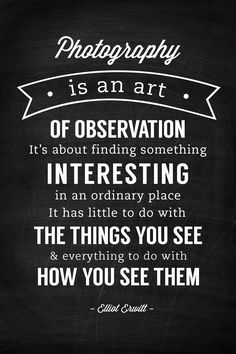 Photography
is an art
OF OBSERVATION
It's about finding something
INTERESTING
in an ordinary place
It has little to do with
THE THINGS YOU SEE
& everything to do with
HOW YOU SEE THEM
- Elliot Erwitt -